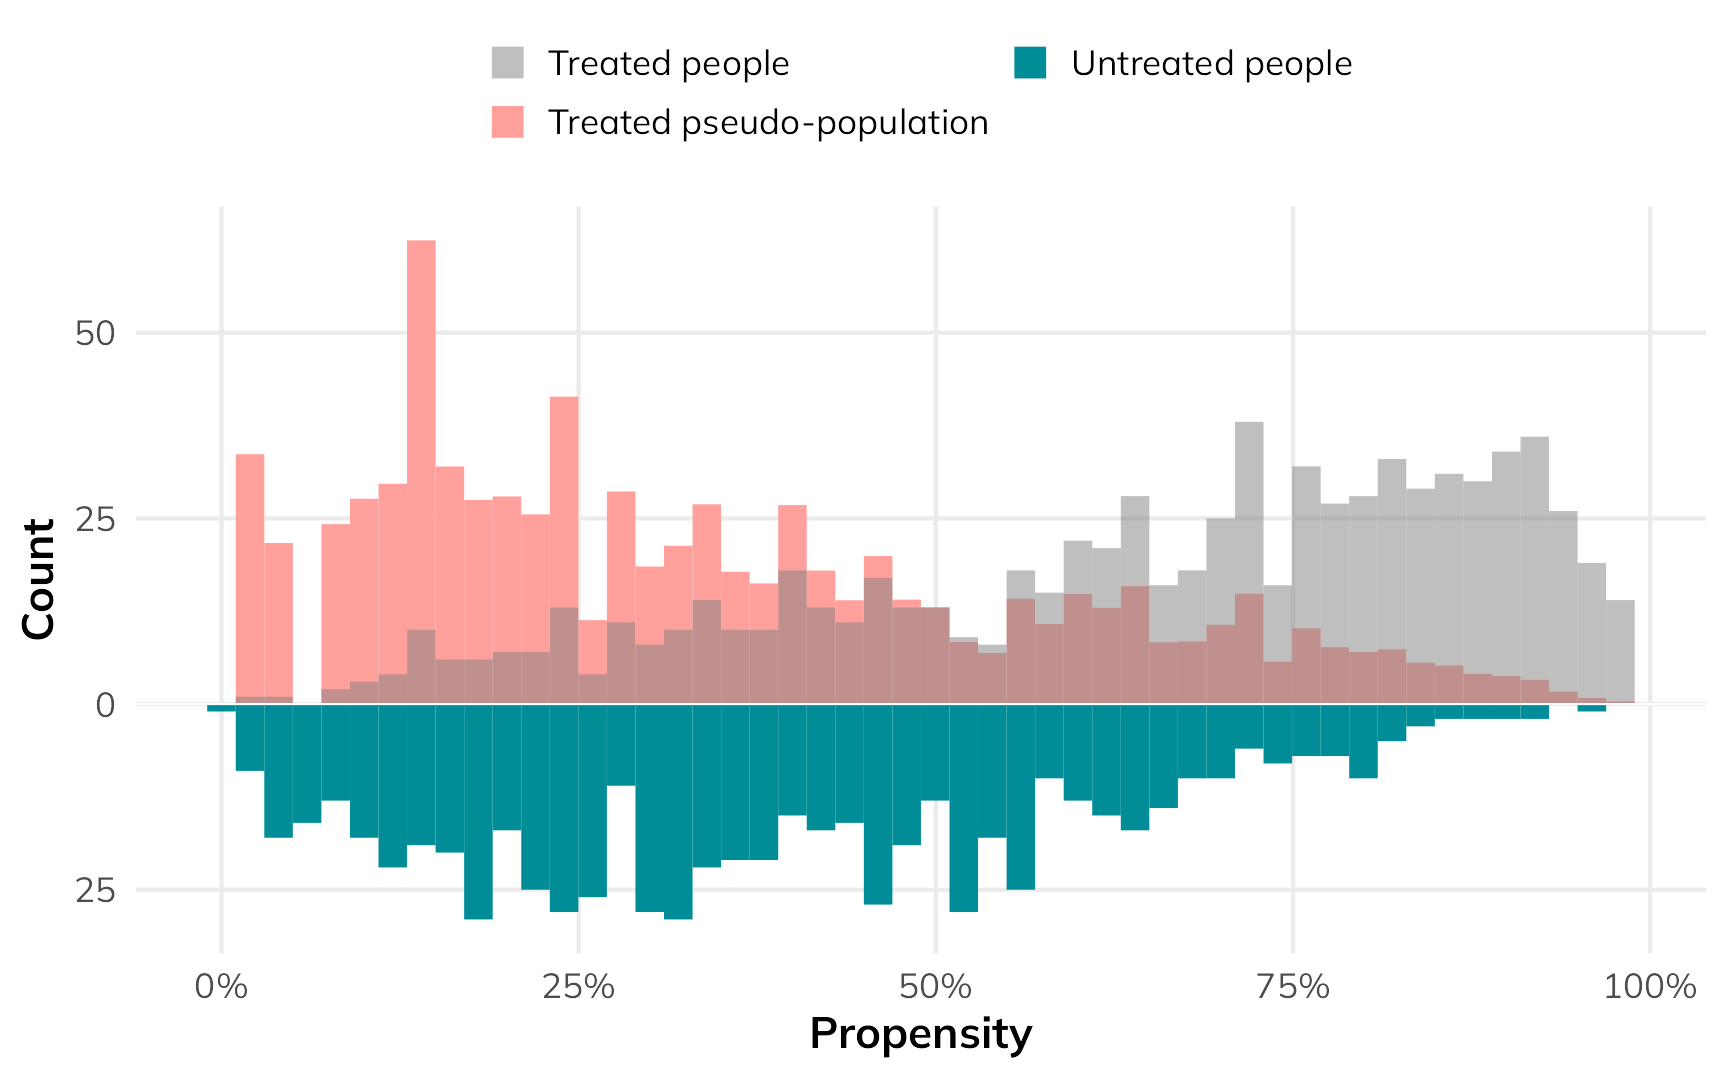 Treated people
Untreated people
Treated pseudo-population
Count
50
25
0
25
0%
25%
50%
75%
100%
Propensity